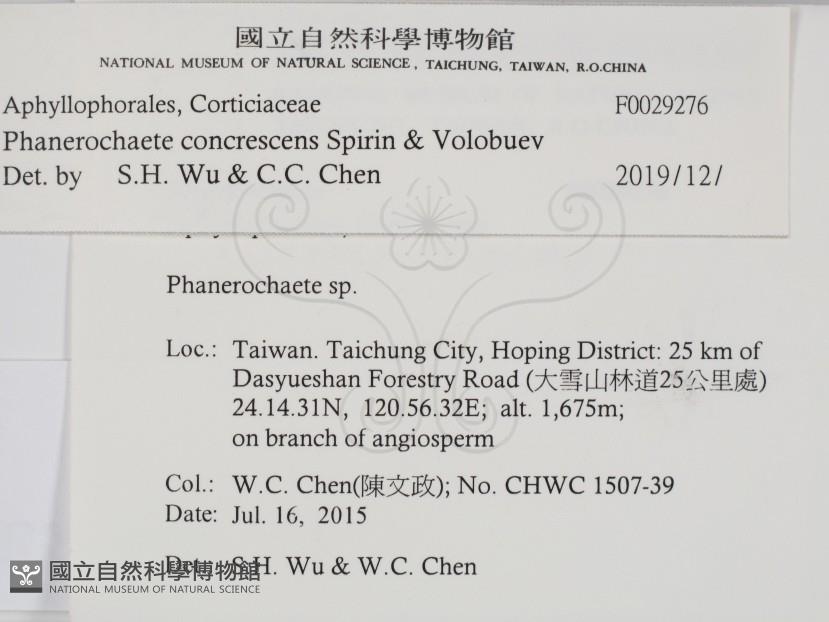 國立自然科學博物館
NATIONAL MUSEUM OF NATURAL SCIENCE, TAICHUNG, TAIWAN, R.O.CHINA
Aphyllophorales, Corticiaceae F0029276
Phanerochaete concrescens Spirin & Volobuev
Det. by S.H. Wu & C.C. Chen 2019/12/
Phanerochaete sp.
Loc.: Taiwan. Taichung City, Hoping District: 25 km of
Dasyueshan Forestry Road (大雪山林道25公里處)
24.14.31N, 120.56.32E; alt. 1,675m;
on branch of angiosperm
Col.: W.C. Chen(陳文政); No. CHWC 1507-39
Date: Jul. 16, 2015
Det.: S.H. Wu & W.C. Chen
國立自然科學博物館
NATIONAL MUSEUM OF NATURAL SCIENCE